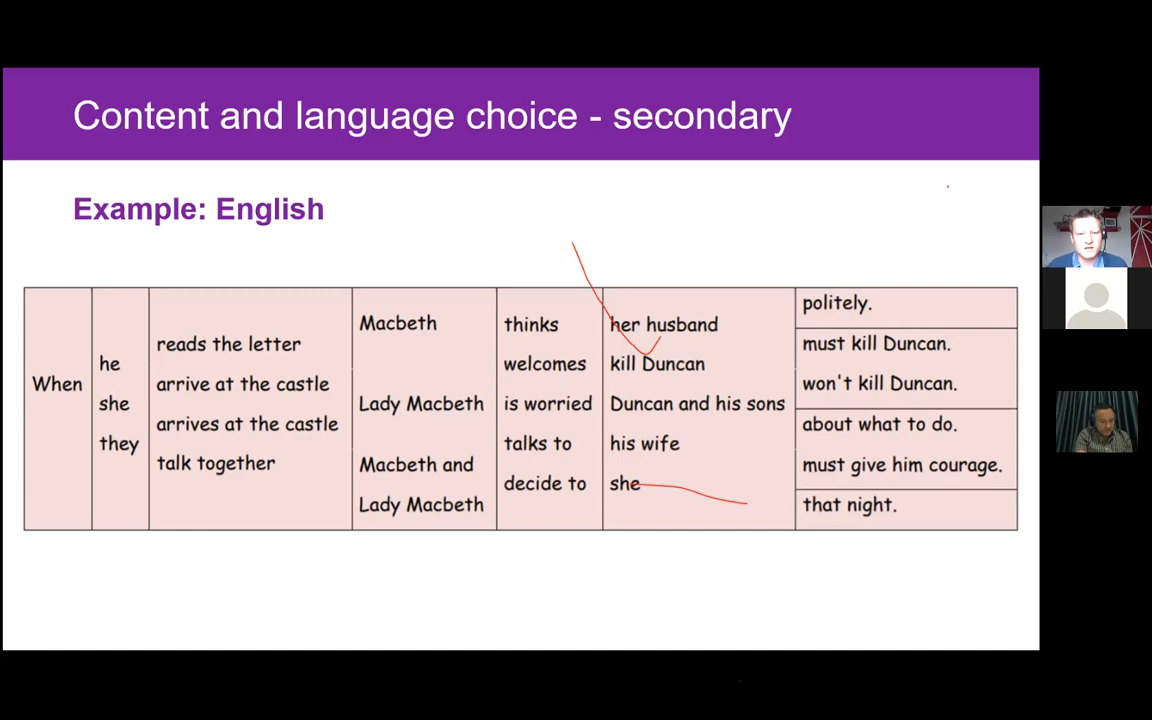 Content and language choice - secondary
Example: English
When
he
she
they
reads the letter
arrive at the castle
arrives at the castle
talk together
Macbeth
Lady Macbeth
Macbeth and
Lady Macbeth
thinks
welcomes
is worried
talks to
decide to
her husband
kill Duncan
Duncan and his sons
his wife
she
politely.
must kill Duncan.
won't kill Duncan.
about what to do.
must give him courage.
that night.